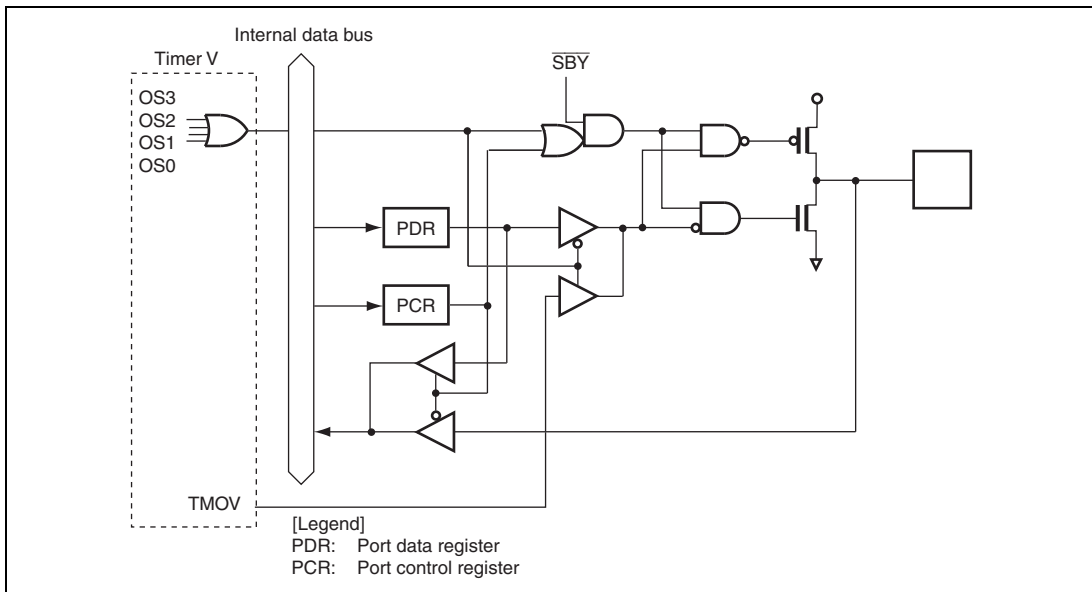 Internal data bus
Timer V
SBY
OS3
OS2
OS1
OS0
PDR
PCR
TMOV
[Legend]
PDR: Port data register
PCR: Port control register